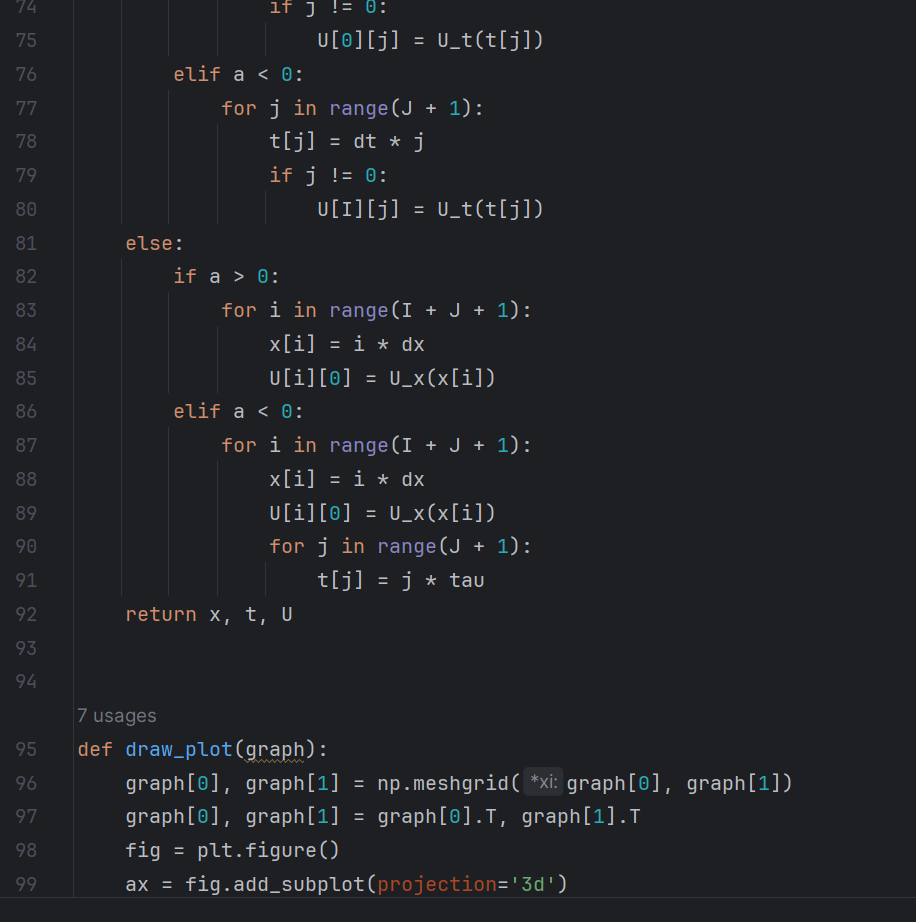 74 if j != 0:
75 U[0][j] = U_t(t[j])
76 elif a < 0:
77 for j in range(J + 1):
78 t[j] = dt * j
79 if j != 0:
80 U[I][j] = U_t(t[j])
81 else:
82 if a > 0:
83 for i in range(I + J + 1):
84 x[i] = i * dx
85 U[i][0] = U_x(x[i])
86 elif a < 0:
87 for i in range(I + J + 1):
88 x[i] = i * dx
89 U[i][0] = U_x(x[i])
90 for j in range(J + 1):
91 t[j] = j * tau
92 return x, t, U
93
94
7 usages
95 def draw_plot(graph):
96 graph[0], graph[1] = np.meshgrid( *xi: graph[0], graph[1])
97 graph[0], graph[1] = graph[0].T, graph[1].T
98 fig = plt.figure()
99 ax = fig.add_subplot(projection='3d')